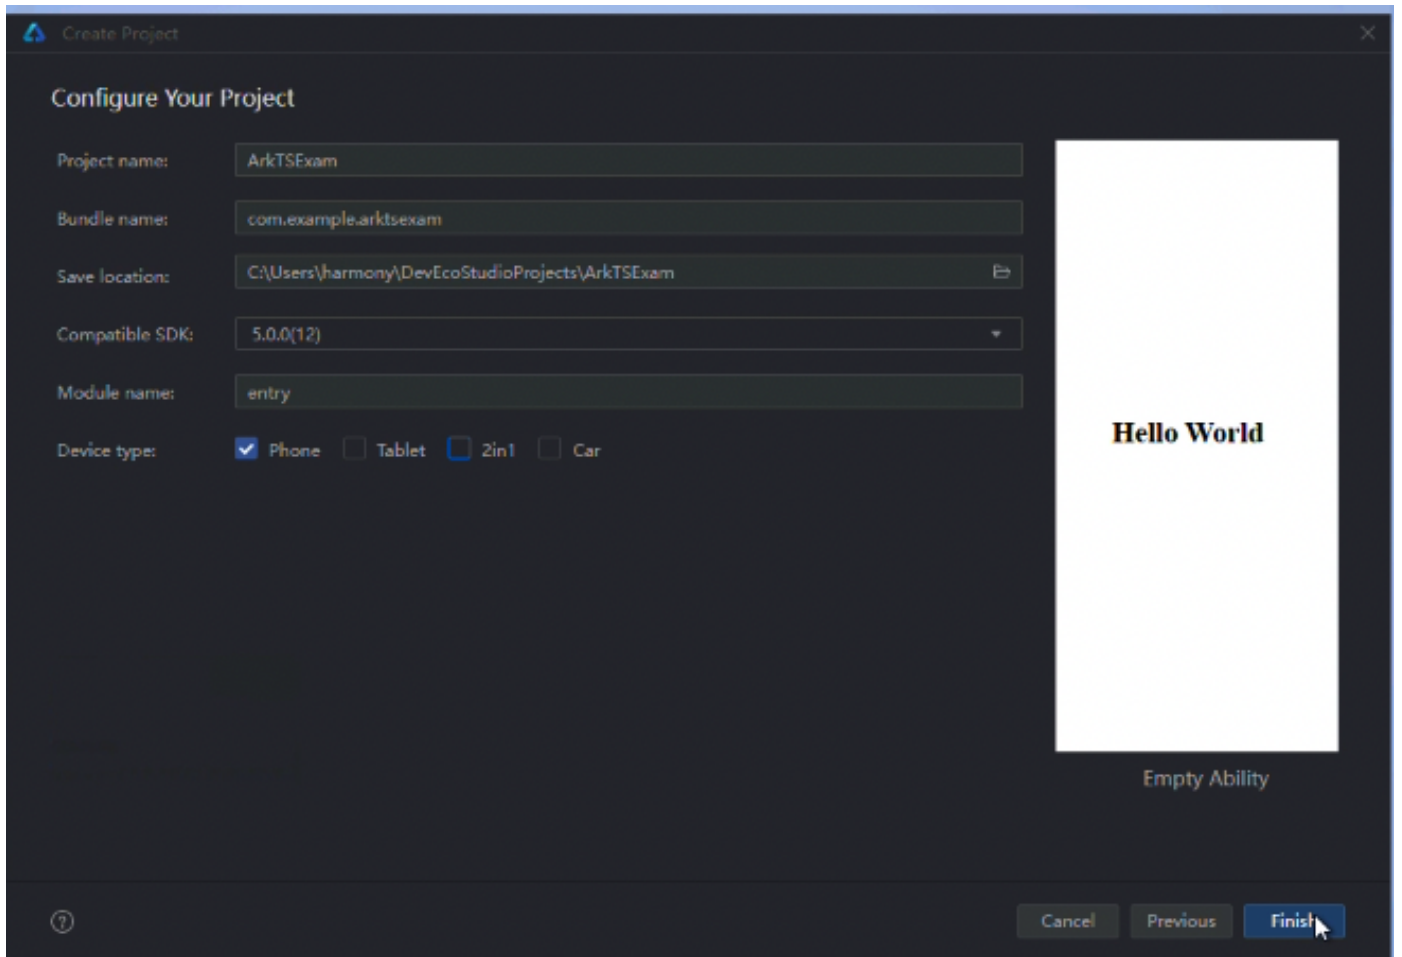 Create Project
Configure Your Project
Project name: ArkTSExam
Bundle name: com.example.arktsexam
Save location: C:\Users\harmony\DevEcoStudioProjects\ArkTSExam
Compatible SDK: 5.0.0(12)
Module name: entry
Device type: Phone Tablet 2in1 Car
Hello World
Empty Ability
? Cancel Previous Finish